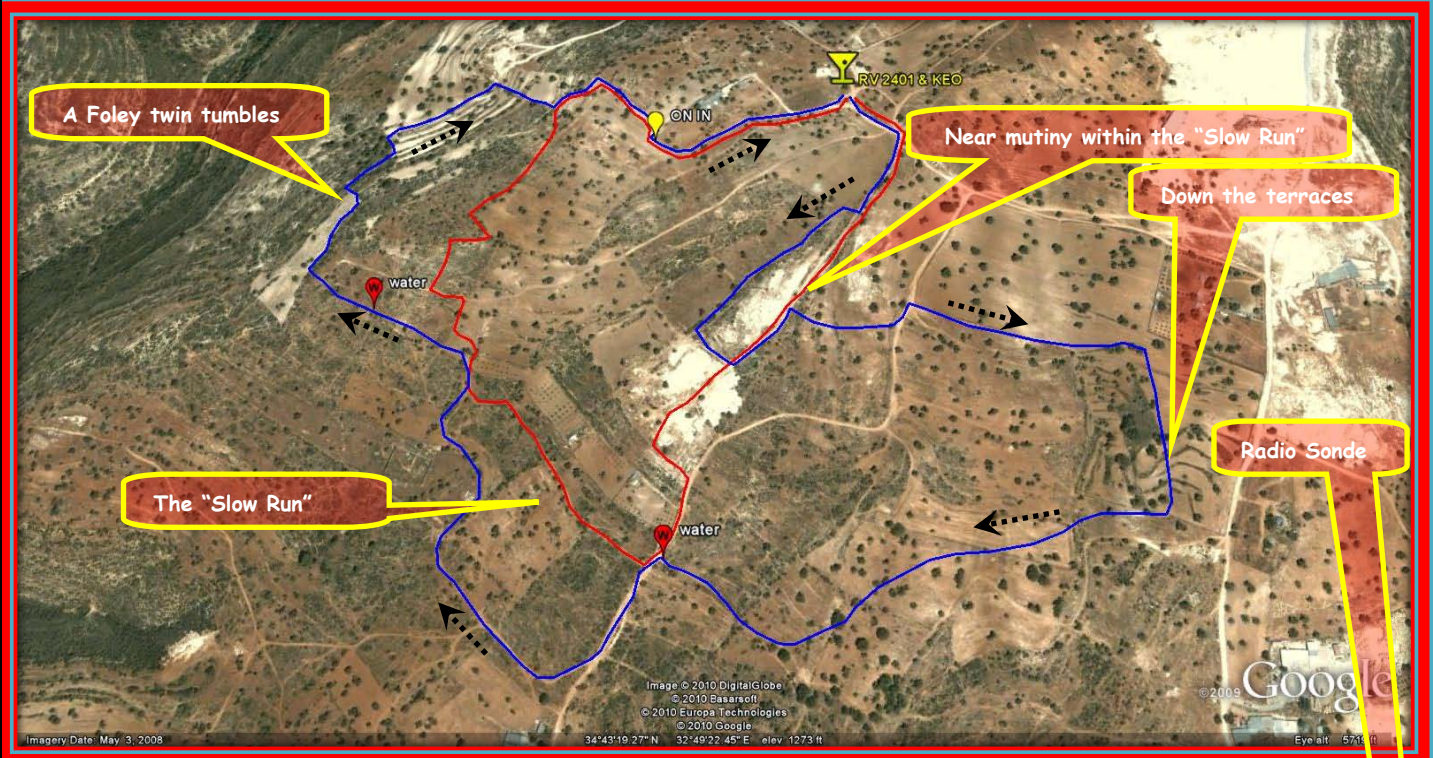 RV 2401 & KEO
A Foley twin tumbles
ON IN
Near mutiny within the “Slow Run”
Down the terraces
water
Radio Sonde
The “Slow Run”
water
Image © 2010 DigitalGlobe
© 2010 Basarsoft
© 2010 Europa Technologies
© 2010 Google
©2009 Google
Imagery Date: May 3, 2008
34°43'19.27" N 32°49'22.45" E elev 1273 ft
Eye alt 5719 ft
W
W